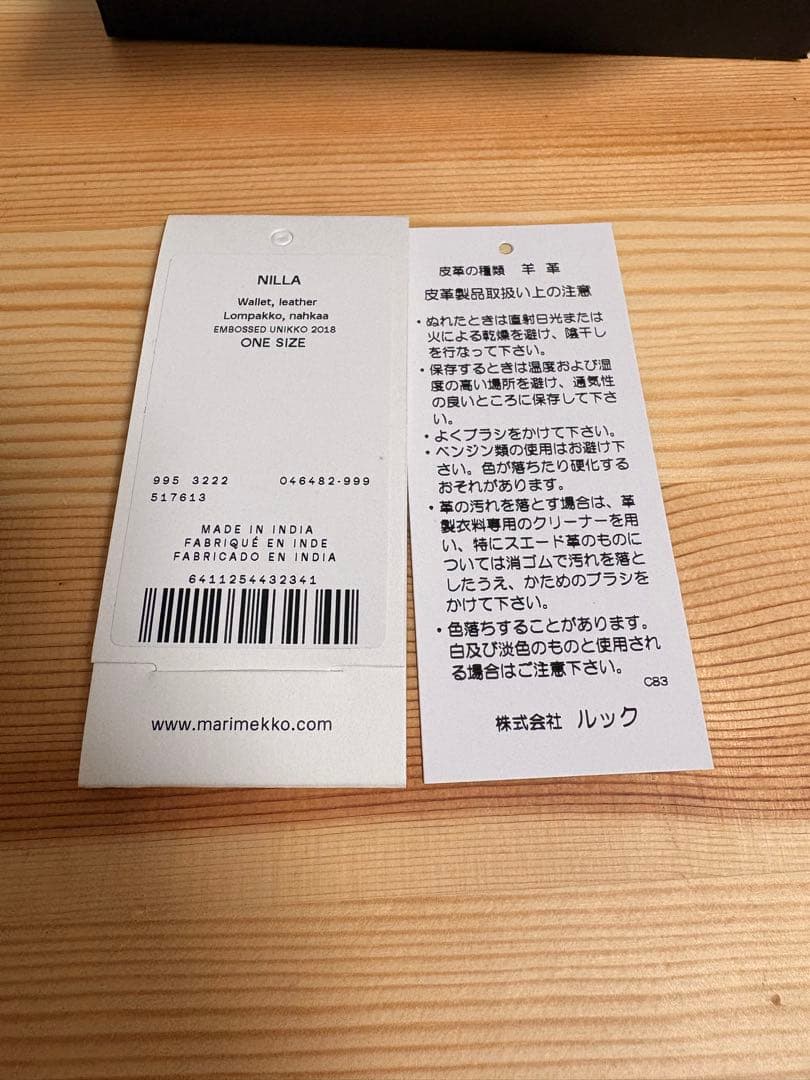 NILLA
Wallet, leather
Lompakko, nahkaa
EMBOSSED UNIKKO 2018
ONE SIZE
995 3222 046482-999
517613
MADE IN INDIA
FABRIQUÉ EN INDE
FABRICADO EN INDIA
6411254432341
www.marimekko.com
皮革の種類 羊革
皮革製品取扱い上の注意
・ぬれたときは直射日光または
火による乾燥を避け、陰干し
を行なって下さい。
・保存するときは温度および湿
度の高い場所を避け、通気性
の良いところに保存して下さ
い。
・よくブラシをかけて下さい。
・ベンジン類の使用はお避け下
さい。色が落ちたり硬化する
おそれがあります。
・革の汚れを落とす場合は、革
製衣料専用のクリーナーを用
い、特にスエード革のものに
ついては消ゴムで汚れを落と
したうえ、かためのブラシを
かけて下さい。
・色落ちすることがあります。
白及び淡色のものと使用され
る場合はご注意下さい。
C83
株式会社 ルック